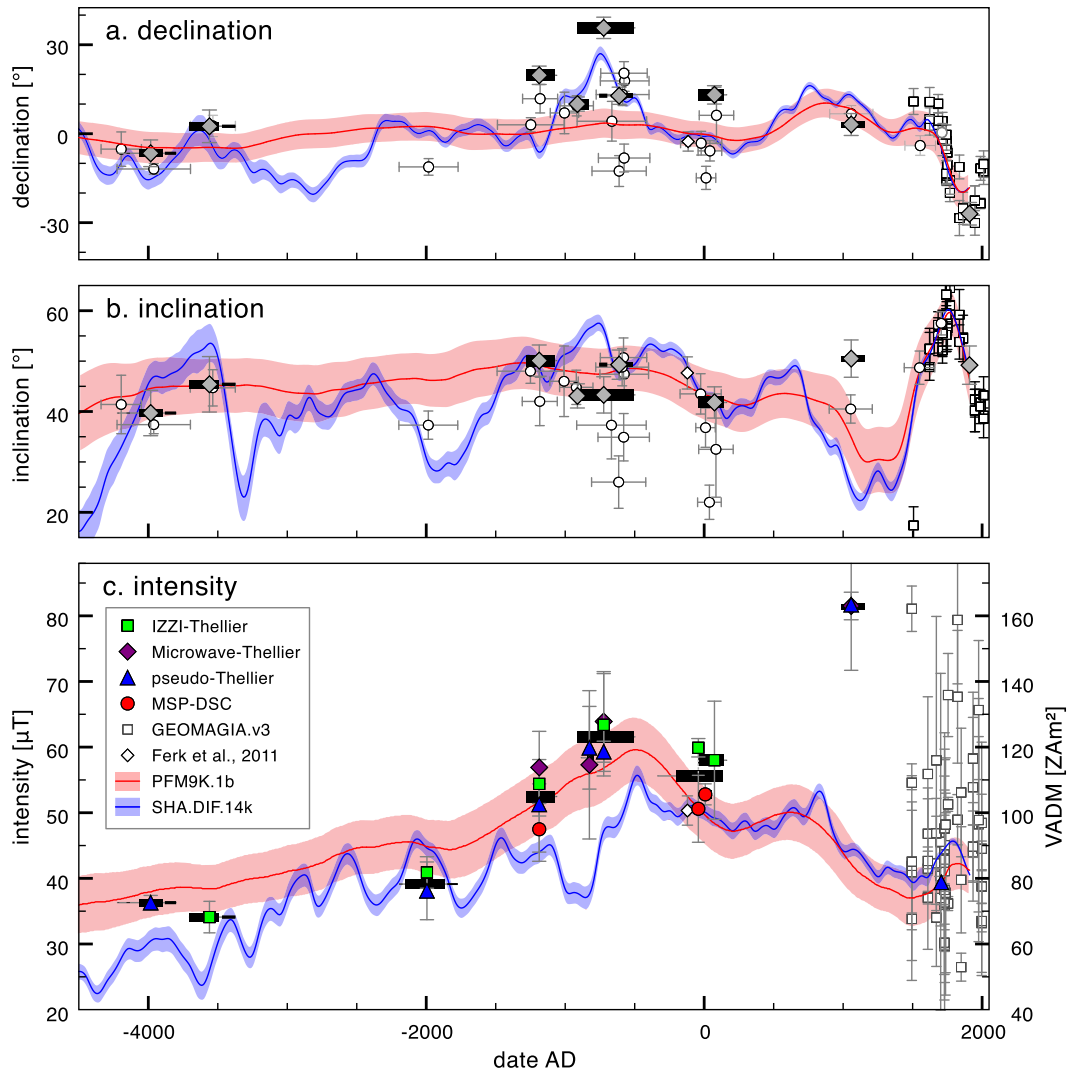 a. declination
declination [°]
30
0
-30
b. inclination
inclination [°]
60
40
20
c. intensity
intensity [µT]
80
70
60
50
40
30
20
IZZI-Thellier
Microwave-Thellier
pseudo-Thellier
MSP-DSC
GEOMAGIA.v3
Ferk et al., 2011
PFM9K.1b
SHA.DIF.14k
160
140
120
100
80
60
40
VADM [ZAm²]
-4000
-2000
0
2000
date AD